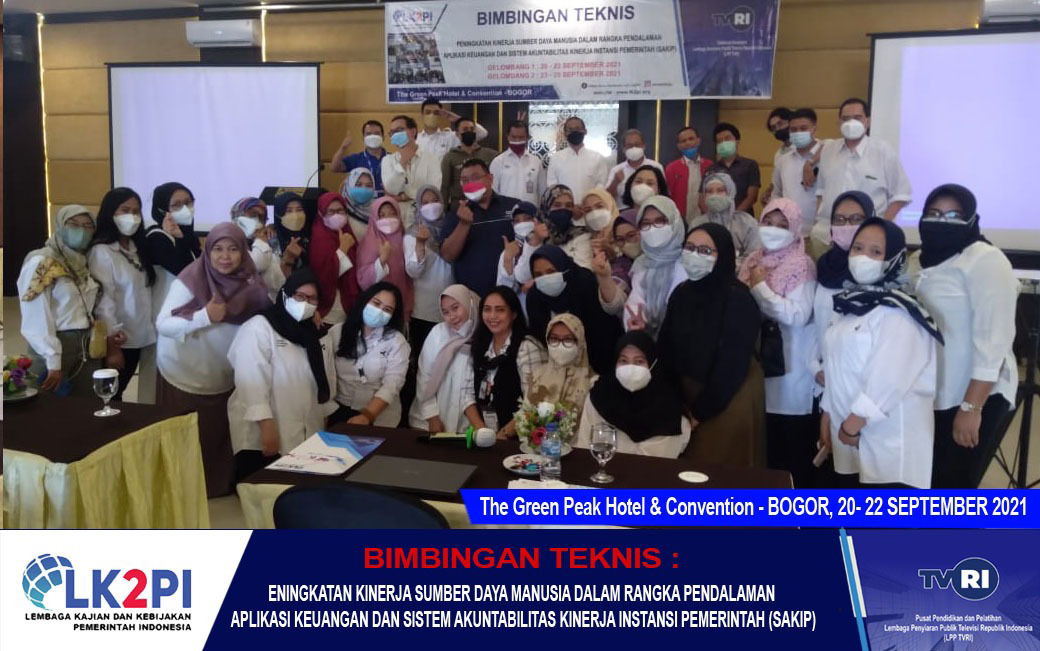 LK2PI
BIMBINGAN TEKNIS
TVRI
PENINGKATAN KINERJA SUMBER DAYA MANUSIA DALAM RANGKA PENDALAMAN
APLIKASI KEUANGAN DAN SISTEM AKUNTABILITAS KINERJA INSTANSI PEMERINTAH (SAKIP)
GELOMBANG 1 : 20 - 22 SEPTEMBER 2021
GELOMBANG 2 : 23 - 25 SEPTEMBER 2021
The Green Peak Hotel & Convention - BOGOR
The Green Peak Hotel & Convention - BOGOR, 20- 22 SEPTEMBER 2021
BIMBINGAN TEKNIS :
ENINGKATAN KINERJA SUMBER DAYA MANUSIA DALAM RANGKA PENDALAMAN
APLIKASI KEUANGAN DAN SISTEM AKUNTABILITAS KINERJA INSTANSI PEMERINTAH (SAKIP)
LK2PI
LEMBAGA KAJIAN DAN KEBIJAKAN
PEMERINTAH INDONESIA
TVRI
Pusat Pendidikan dan Pelatihan
Lembaga Penyiaran Publik Televisi Republik Indonesia
(LPP TVRI)